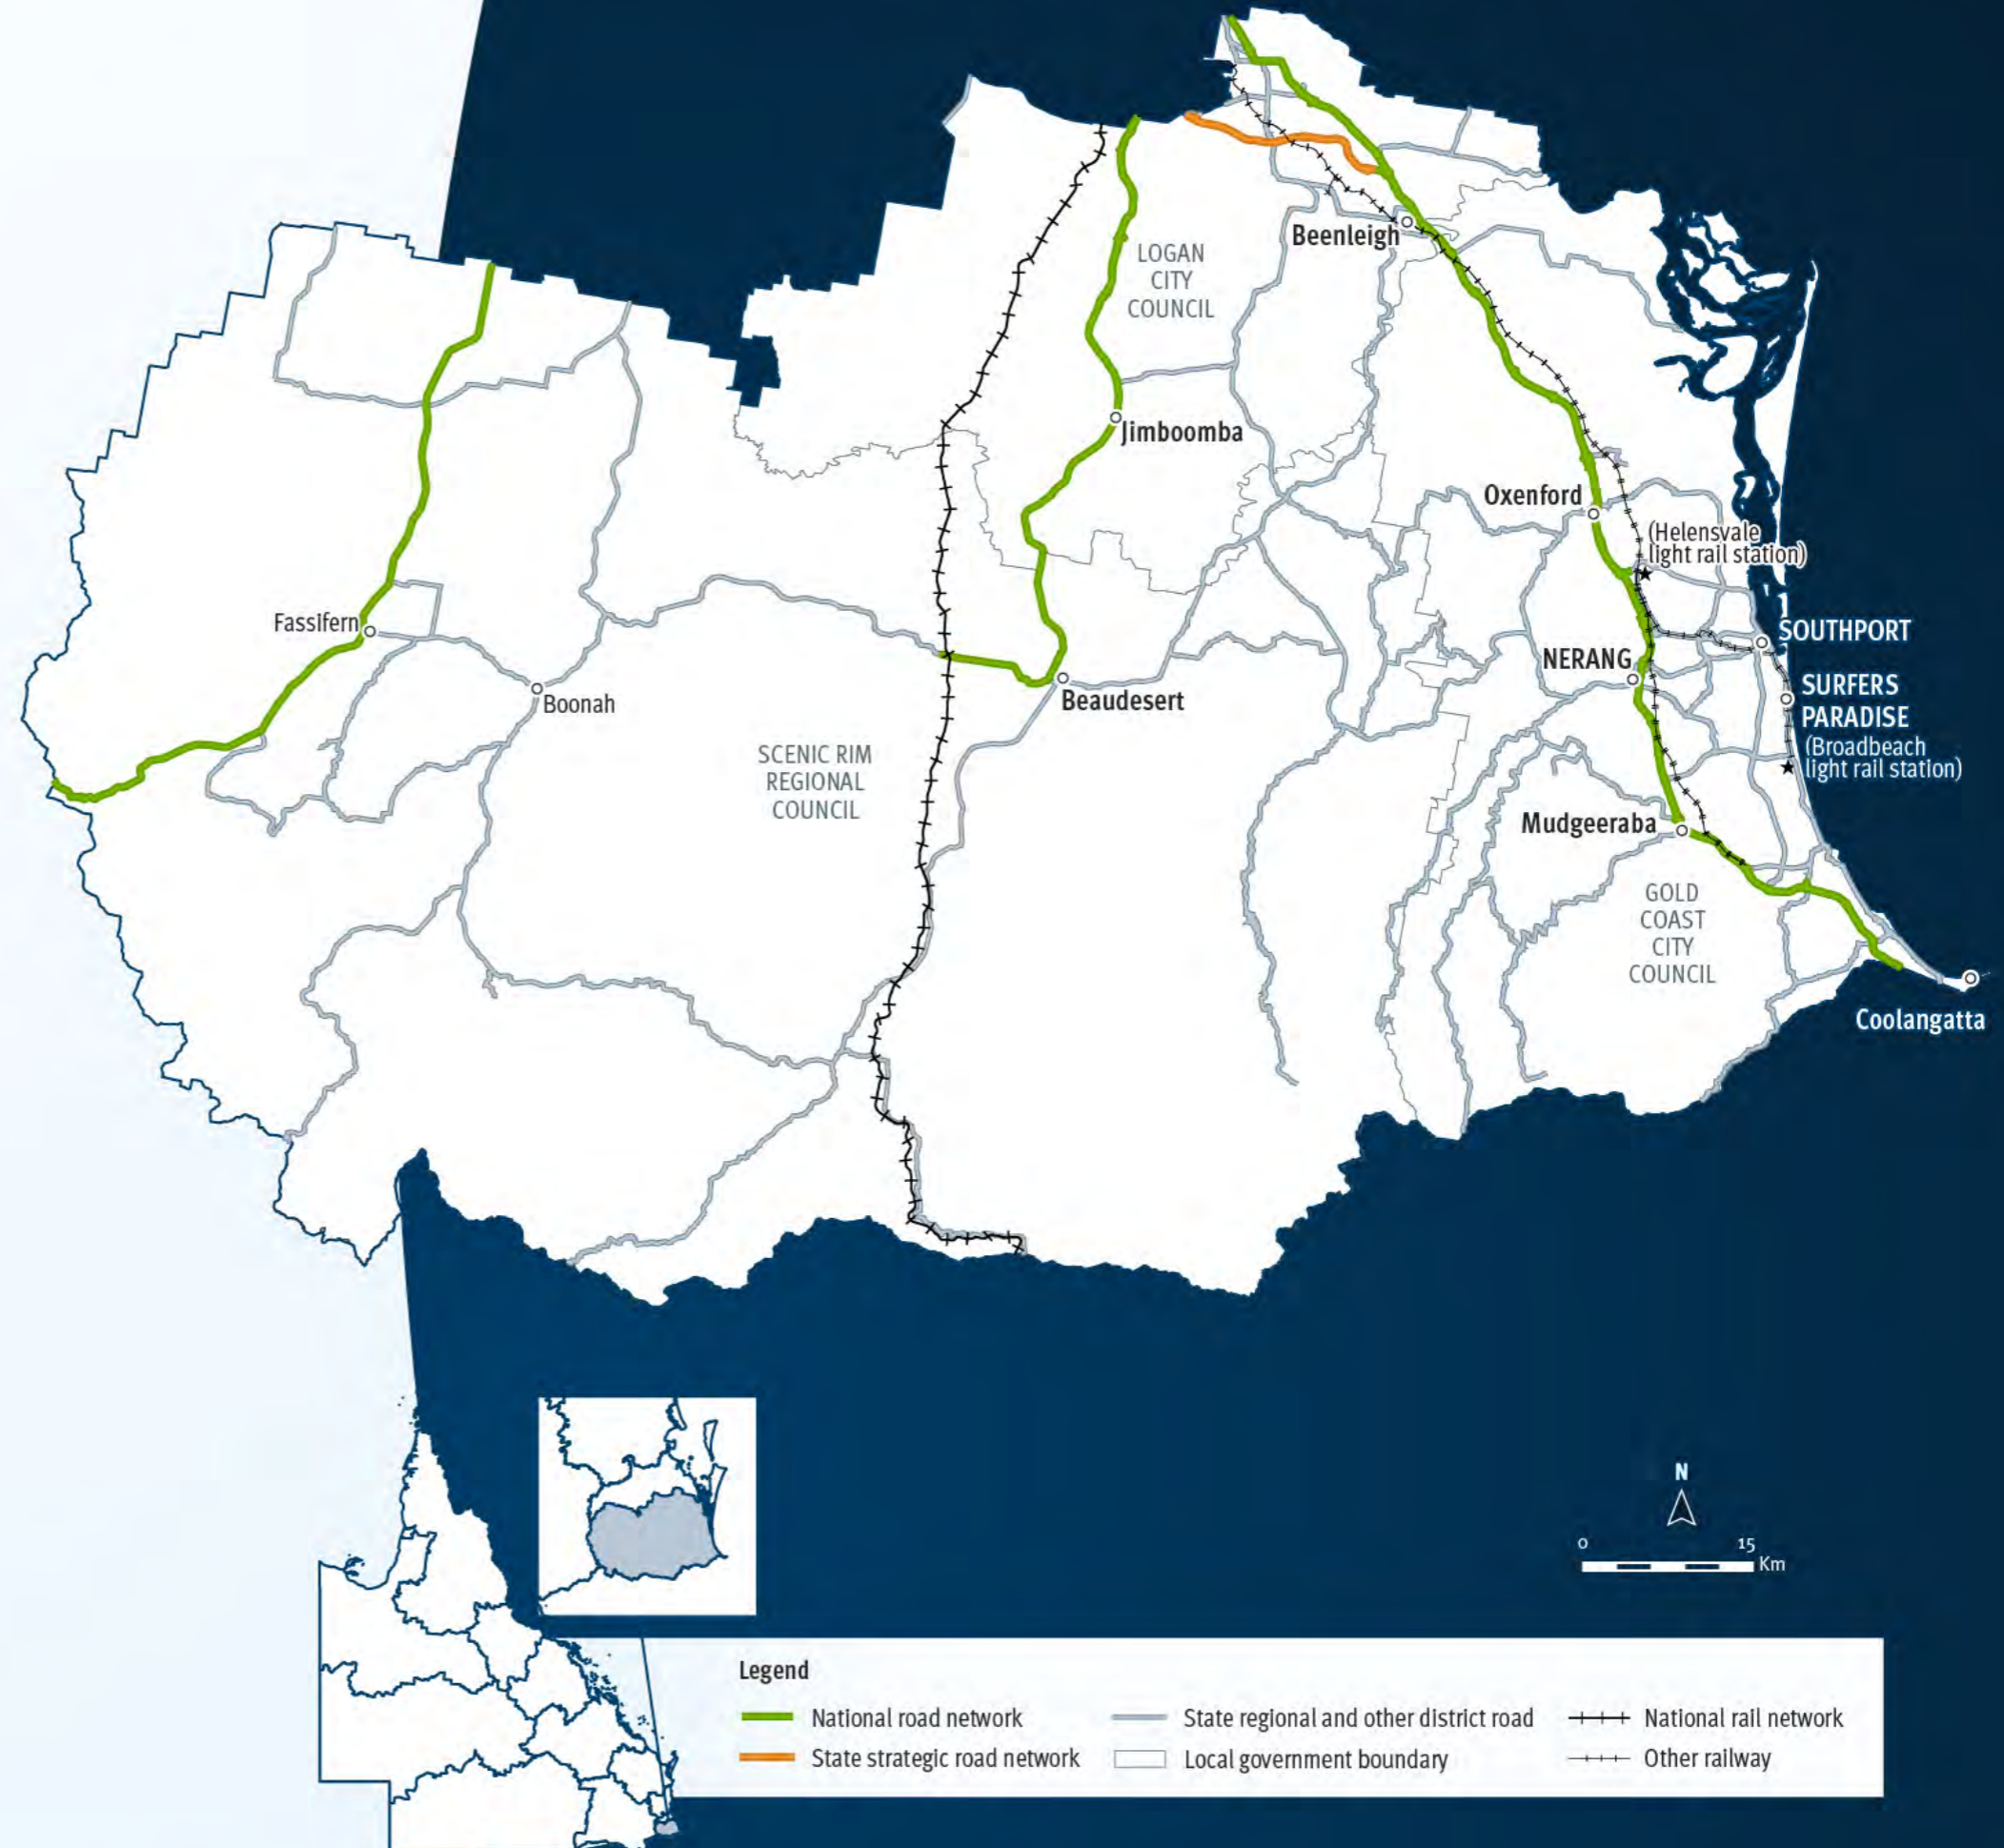 LOGAN
CITY
COUNCIL
Beenleigh
Jimboomba
Oxenford
(Helensvale
light rail station)
Fassifern
SOUTHPORT
NERANG
Boonah
Beaudesert
SURFERS
PARADISE
(Broadbeach
light rail station)
SCENIC RIM
REGIONAL
COUNCIL
Mudgeeraba
GOLD
COAST
CITY
COUNCIL
Coolangatta
N
0 15
Km
Legend
National road network
State regional and other district road
National rail network
State strategic road network
Local government boundary
Other railway